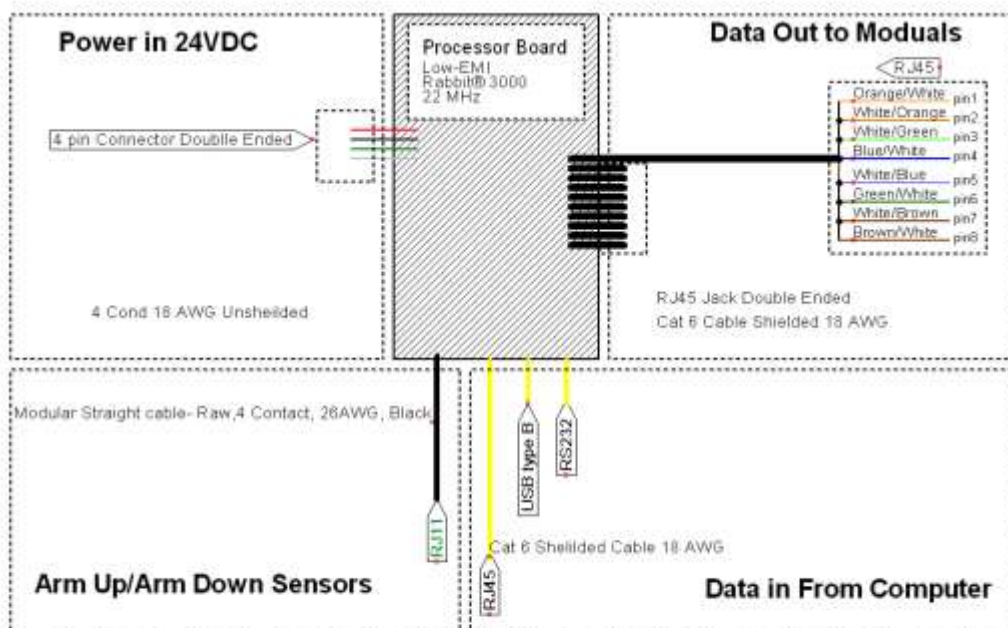 Power in 24VDC
4 pin Connector Doublle Ended
4 Cond 18 AWG Unsheilded
Processor Board
Low-EMI
Rabbit® 3000
22 MHz
Data Out to Moduals
RJ45
Orange/White pin1
White/Orange pin2
White/Green pin3
Blue/White pin4
White/Blue pin5
Green/White pin6
White/Brown pin7
Brown/White pin8
RJ45 Jack Double Ended
Cat 6 Cable Shielded 18 AWG
Modular Straight cable- Raw,4 Contact, 26AWG, Black
RJ11
Arm Up/Arm Down Sensors
USB type B
RS232
Cat 6 Shelilded Cable 18 AWG
RJ45
Data in From Computer